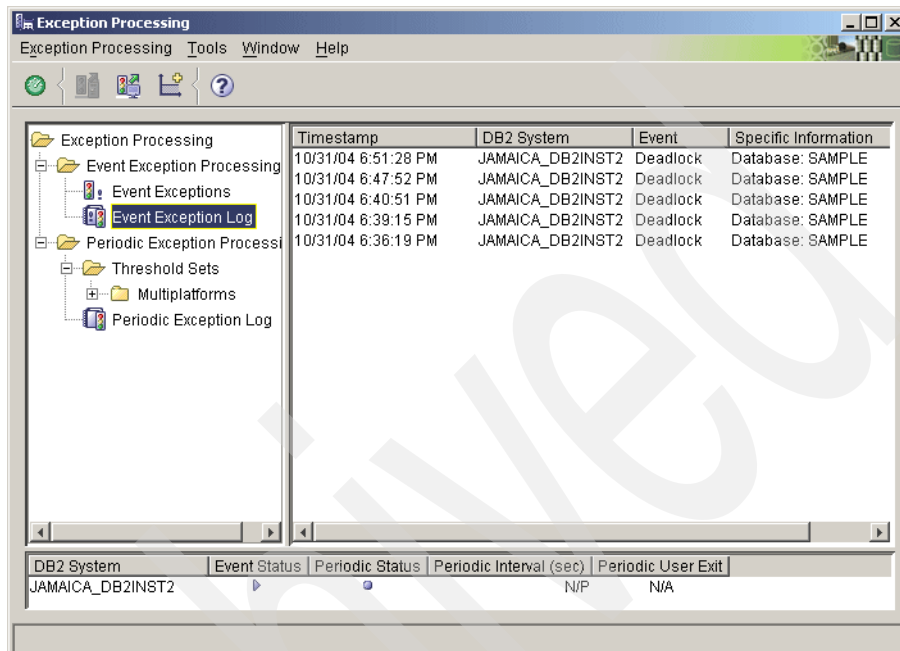 Exception Processing
Exception Processing Tools Window Help
Exception Processing
Event Exception Processing
Event Exceptions
Event Exception Log
Periodic Exception Processi
Threshold Sets
Multiplatforms
Periodic Exception Log
Timestamp DB2 System Event Specific Information
10/31/04 6:51:28 PM JAMAICA_DB2INST2 Deadlock Database: SAMPLE
10/31/04 6:47:52 PM JAMAICA_DB2INST2 Deadlock Database: SAMPLE
10/31/04 6:40:51 PM JAMAICA_DB2INST2 Deadlock Database: SAMPLE
10/31/04 6:39:15 PM JAMAICA_DB2INST2 Deadlock Database: SAMPLE
10/31/04 6:36:19 PM JAMAICA_DB2INST2 Deadlock Database: SAMPLE
DB2 System Event Status Periodic Status Periodic Interval (sec) Periodic User Exit
JAMAICA_DB2INST2 N/P N/A
hived